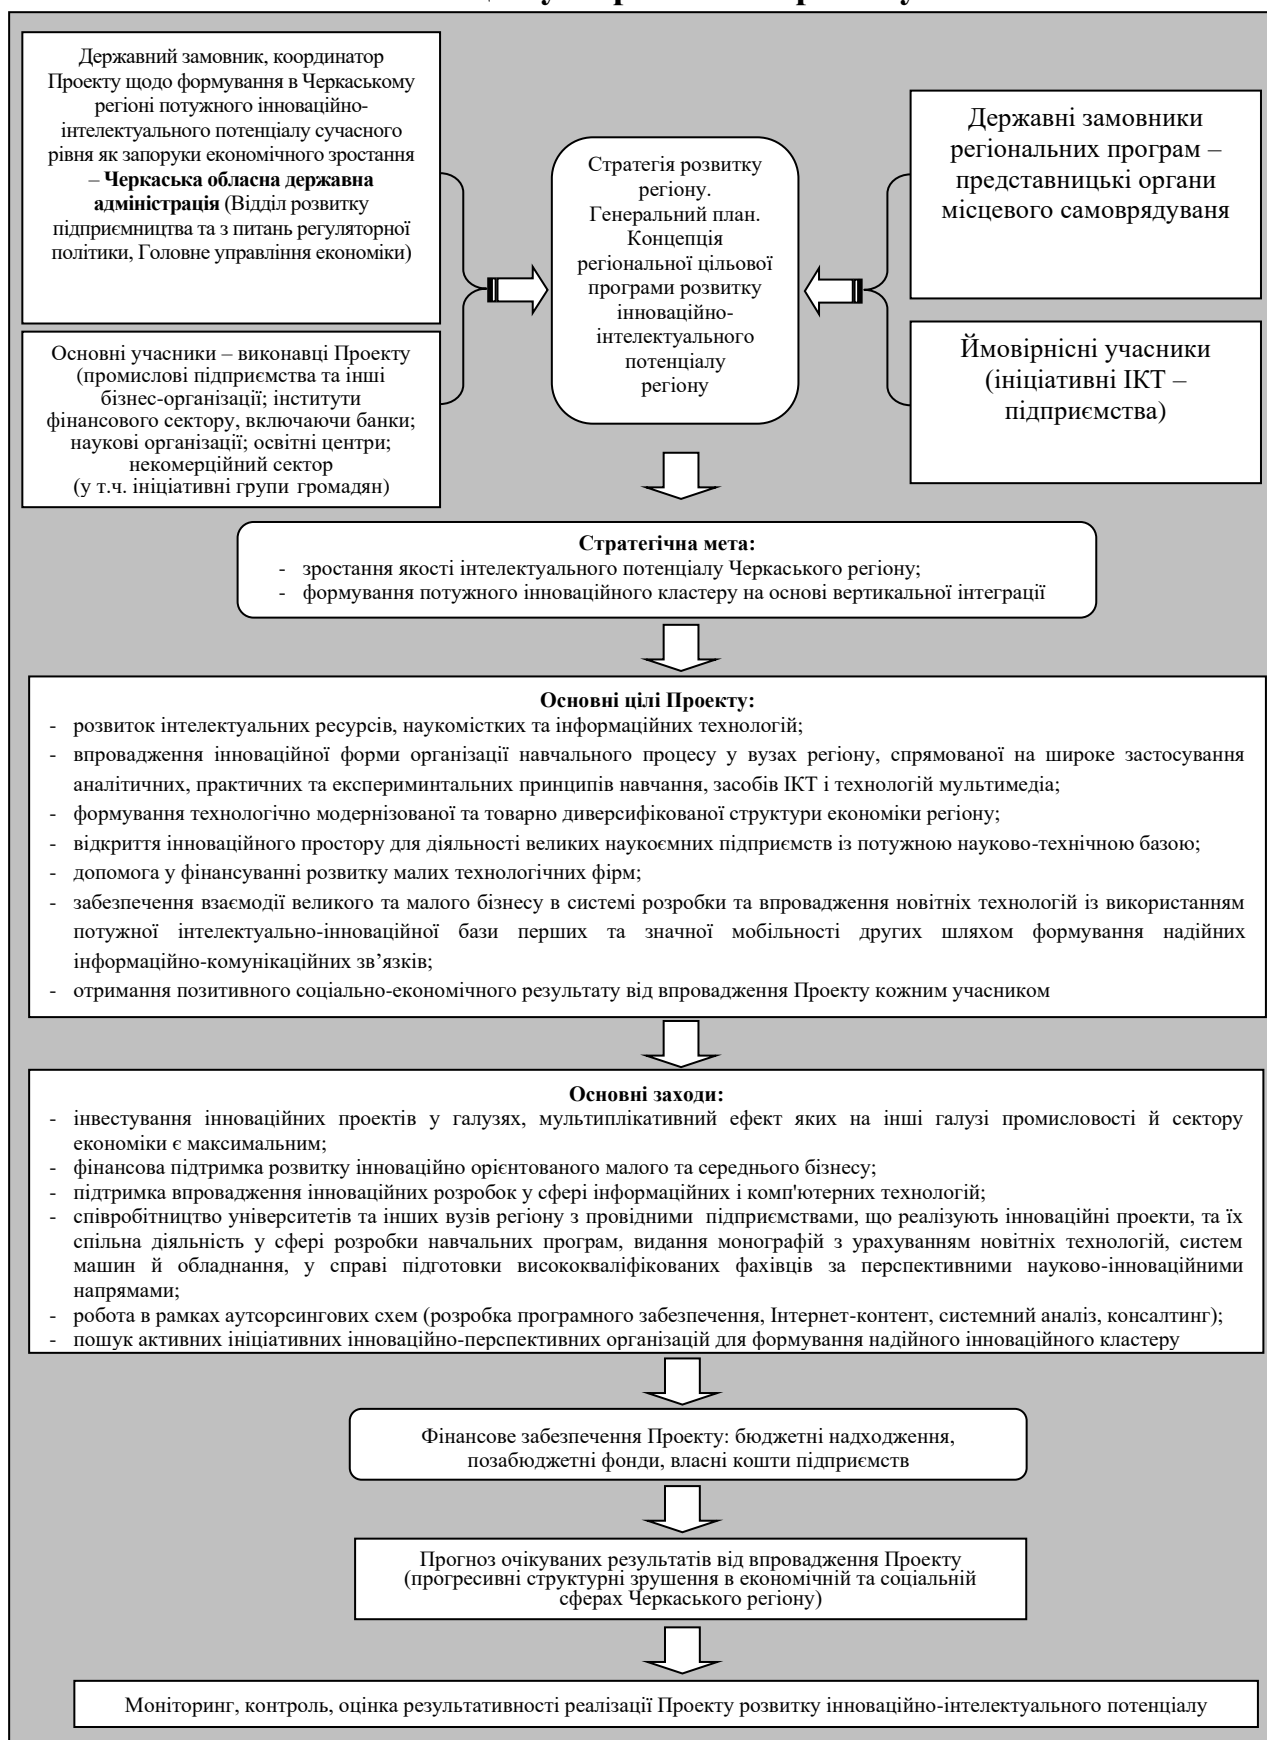 Державний замовник, координатор
Проекту щодо формування в Черкаському
регіоні потужного інноваційно-
інтелектуального потенціалу сучасного
рівня як запоруки економічного зростання
– Черкаська обласна державна
адміністрація (Відділ розвитку
підприємництва та з питань регуляторної
політики, Головне управління економіки)
Основні учасники – виконавці Проекту
(промислові підприємства та інші
бізнес-організації; інститути
фінансового сектору, включаючи банки;
наукові організації; освітні центри;
некомерційний сектор
(у т.ч. ініціативні групи громадян)
Стратегія розвитку
регіону.
Генеральний план.
Концепція
регіональної цільової
програми розвитку
інноваційно-
інтелектуального
потенціалу
регіону
Державні замовники
регіональних програм –
представницькі органи
місцевого самоврядуваня
Ймовірнісні учасники
(ініціативні ІКТ –
підприємства)
Стратегічна мета:
- зростання якості інтелектуального потенціалу Черкаського регіону;
- формування потужного інноваційного кластеру на основі вертикальної інтеграції
Основні цілі Проекту:
- розвиток інтелектуальних ресурсів, наукомістких та інформаційних технологій;
- впровадження інноваційної форми організації навчального процесу у вузах регіону, спрямованої на широке застосування
аналітичних, практичних та експериминтальних принципів навчання, засобів ІКТ і технологій мультимедіа;
- формування технологічно модернізованої та товарно диверсифікованої структури економіки регіону;
- відкриття інноваційного простору для діяльності великих наукоємних підприємств із потужною науково-технічною базою;
- допомога у фінансуванні розвитку малих технологічних фірм;
- забезпечення взаємодії великого та малого бізнесу в системі розробки та впровадження новітніх технологій із використанням
потужної інтелектуально-інноваційної бази перших та значної мобільності других шляхом формування надійних
інформаційно-комунікаційних зв’язків;
- отримання позитивного соціально-економічного результату від впровадження Проекту кожним учасником
Основні заходи:
- інвестування інноваційних проектів у галузях, мультиплікативний ефект яких на інші галузі промисловості й сектору
економіки є максимальним;
- фінансова підтримка розвитку інноваційно орієнтованого малого та середнього бізнесу;
- підтримка впровадження інноваційних розробок у сфері інформаційних і комп'ютерних технологій;
- співробітництво університетів та інших вузів регіону з провідними підприємствами, що реалізують інноваційні проекти, та їх
спільна діяльність у сфері розробки навчальних програм, видання монографій з урахуванням новітніх технологій, систем
машин й обладнання, у справі підготовки висококваліфікованих фахівців за перспективними науково-інноваційними
напрямами;
- робота в рамках аутсорсингових схем (розробка програмного забезпечення, Інтернет-контент, системний аналіз, консалтинг);
- пошук активних ініціативних інноваційно-перспективних організацій для формування надійного інноваційного кластеру
Фінансове забезпечення Проекту: бюджетні надходження,
позабюджетні фонди, власні кошти підприємств
Прогноз очікуваних результатів від впровадження Проекту
(прогресивні структурні зрушення в економічній та соціальній
сферах Черкаського регіону)
Моніторинг, контроль, оцінка результативності реалізації Проекту розвитку інноваційно-інтелектуального потенціалу